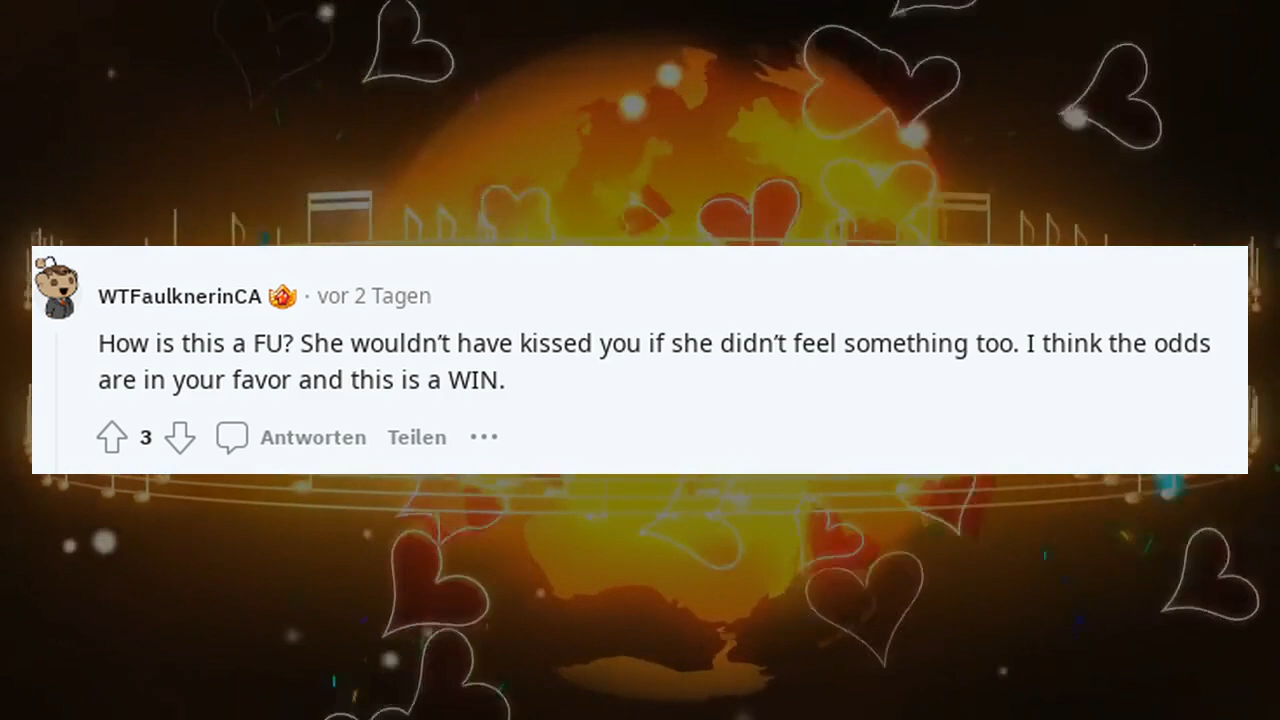 WTFaulknerinCA · vor 2 Tagen
How is this a FU? She wouldn’t have kissed you if she didn’t feel something too. I think the odds
are in your favor and this is a WIN.
3 Antworten Teilen ···